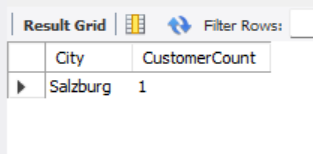 Result Grid Filter Rows:
City CustomerCount
Salzburg 1